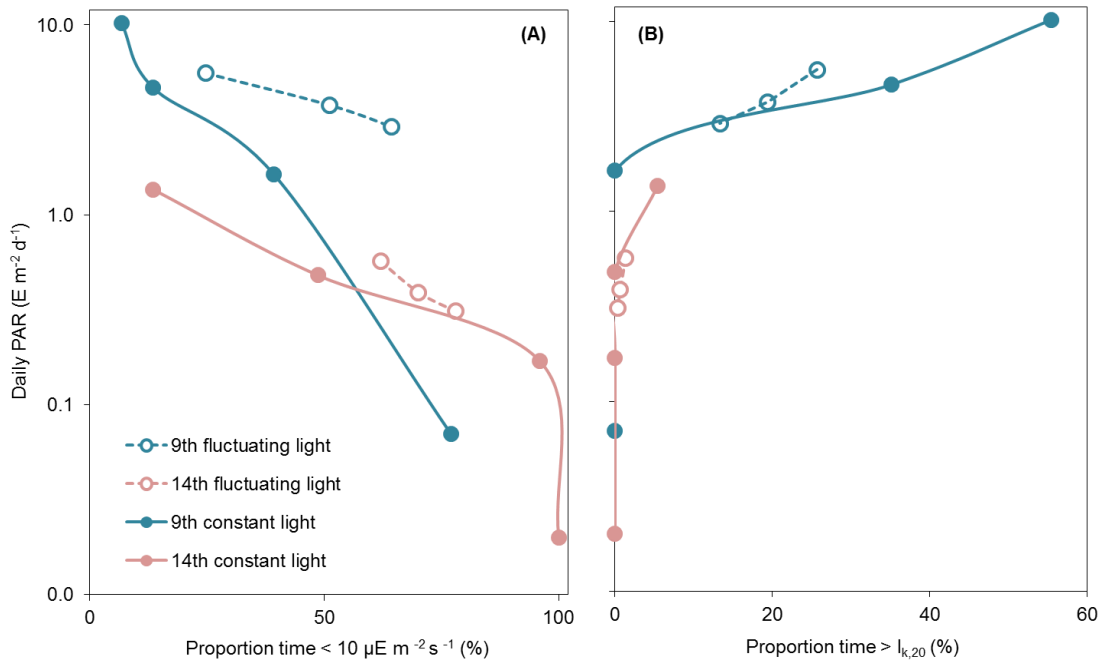 10.0
(A)
(B)
1.0
Daily PAR (E m⁻² d⁻¹)
0.1
9th fluctuating light
14th fluctuating light
9th constant light
14th constant light
0.0
0
50
100
0
20
40
60
Proportion time < 10 µE m ⁻² s ⁻¹ (%)
Proportion time > Iₖ,₂₀ (%)